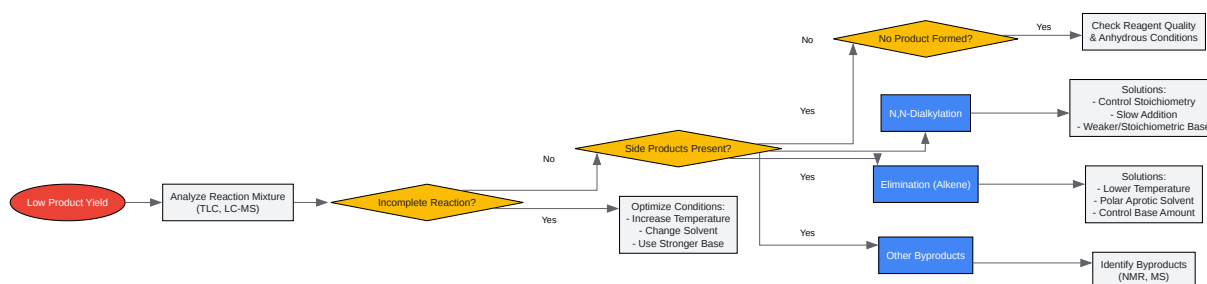 Low Product Yield
Analyze Reaction Mixture
(TLC, LC-MS)
Incomplete Reaction?
No
Yes
Optimize Conditions:
- Increase Temperature
- Change Solvent
- Use Stronger Base
Side Products Present?
No
Yes
Yes
Yes
No Product Formed?
Yes
Check Reagent Quality
& Anhydrous Conditions
N,N-Dialkylation
Solutions:
- Control Stoichiometry
- Slow Addition
- Weaker/Stoichiometric Base
Elimination (Alkene)
Solutions:
- Lower Temperature
- Polar Aprotic Solvent
- Control Base Amount
Other Byproducts
Identify Byproducts
(NMR, MS)